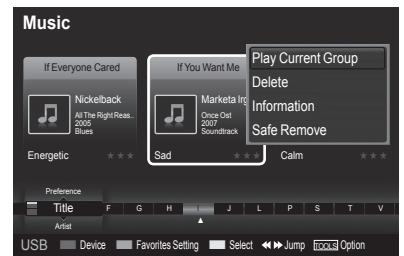 Music
If Everyone Cared
If You Want Me
Play Current Group
Delete
Information
Safe Remove
Nickelback
All The Right Reas..
2005
Blues
Marketa Irg
Once Ost
2007
Soundtrack
Energetic ★★★
Sad ★★★
Calm ★★★
Preference
Title F G H I J L P S T V
Artist
USB Device Favorites Setting Select ◄◄ ►► Jump TOOLS Option